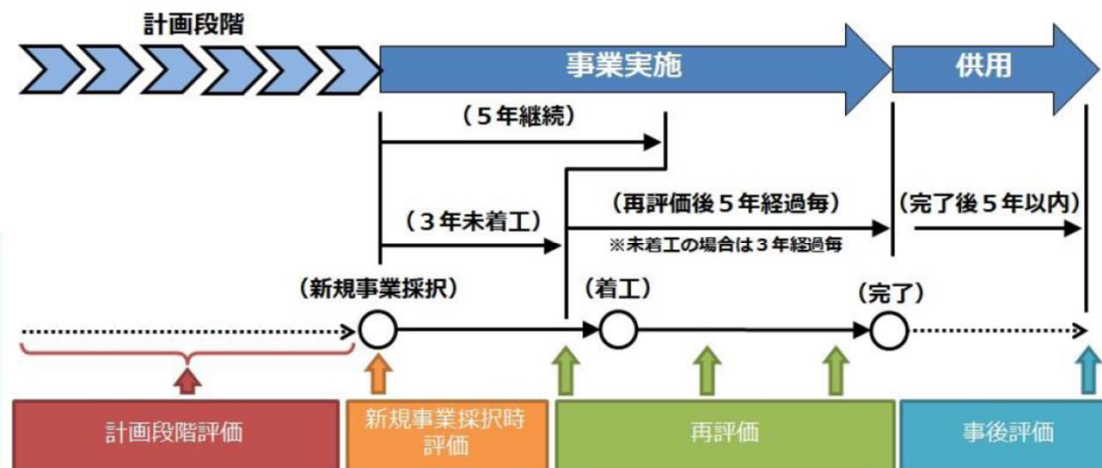 計画段階
事業実施
供用
（５年継続）
（３年未着工）
（再評価後５年経過毎）
※未着工の場合は３年経過毎
（完了後５年以内）
（新規事業採択）
（着工）
（完了）
計画段階評価
新規事業採択時
評価
再評価
事後評価